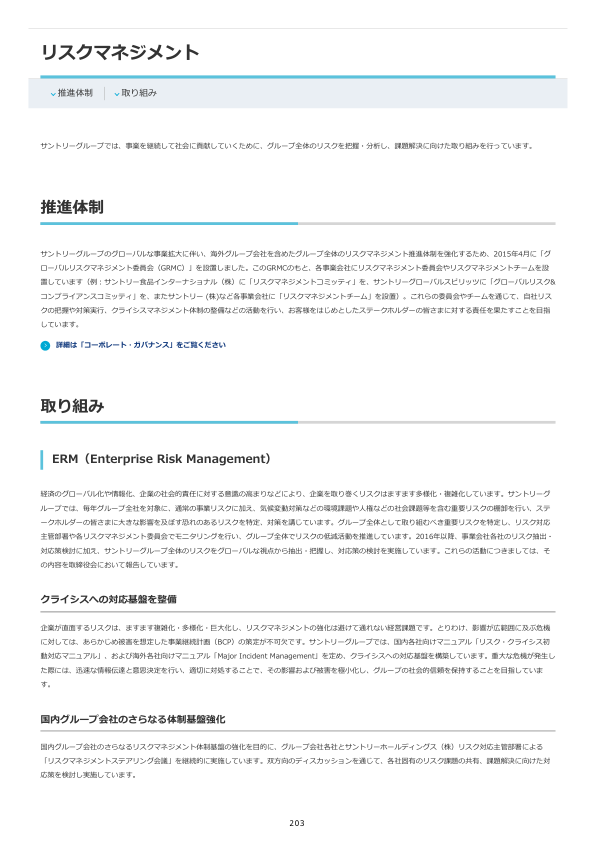 リスクマネジメント
推進体制
取り組み
サントリーグループでは、事業を継続して社会に貢献していくために、グループ全体のリスクを把握・分析し、課題解決に向けた取り組みを行っています。
推進体制
サントリーグループのグローバルな事業拡大に伴い、海外グループ会社を含めたグループ全体のリスクマネジメント推進体制を強化するため、2015年4月に「グ
ローバルリスクマネジメント委員会（GRMC）」を設置しました。このGRMCのもと、各事業会社にリスクマネジメント委員会やリスクマネジメントチームを設
置しています（例：サントリー食品インターナショナル（株）に「リスクマネジメントコミッティ」を、サントリーグローバルスピリッツに「グローバルリスク&
コンプライアンスコミッティ」を、またサントリー (株)など各事業会社に「リスクマネジメントチーム」を設置）。これらの委員会やチームを通じて、自社リス
クの把握や対策実行、クライシスマネジメント体制の整備などの活動を行い、お客様をはじめとしたステークホルダーの皆さまに対する責任を果たすことを目指
しています。
詳細は「コーポレート・ガバナンス」をご覧ください
取り組み
ERM（Enterprise Risk Management）
経済のグローバル化や情報化、企業の社会的責任に対する意識の高まりなどにより、企業を取り巻くリスクはますます多様化・複雑化しています。サントリーグ
ループでは、毎年グループ全社を対象に、通常の事業リスクに加え、気候変動対策などの環境課題や人権などの社会課題等を含む重要リスクの棚卸を行い、ステ
ークホルダーの皆さまに大きな影響を及ぼす恐れのあるリスクを特定、対策を講じています。グループ全体として取り組むべき重要リスクを特定し、リスク対応
主管部署や各リスクマネジメント委員会でモニタリングを行い、グループ全体でリスクの低減活動を推進しています。2016年以降、事業会社各社のリスク抽出・
対応策検討に加え、サントリーグループ全体のリスクをグローバルな視点から抽出・把握し、対応策の検討を実施しています。これらの活動につきましては、そ
の内容を取締役会において報告しています。
クライシスへの対応基盤を整備
企業が直面するリスクは、ますます複雑化・多様化・巨大化し、リスクマネジメントの強化は避けて通れない経営課題です。とりわけ、影響が広範囲に及ぶ危機
に対しては、あらかじめ被害を想定した事業継続計画（BCP）の策定が不可欠です。サントリーグループでは、国内各社向けマニュアル「リスク・クライシス初
動対応マニュアル」、および海外各社向けマニュアル「Major Incident Management」を定め、クライシスへの対応基盤を構築しています。重大な危機が発生し
た際には、迅速な情報伝達と意思決定を行い、適切に対処することで、その影響および被害を極小化し、グループの社会的信頼を保持することを目指していま
す。
国内グループ会社のさらなる体制基盤強化
国内グループ会社のさらなるリスクマネジメント体制基盤の強化を目的に、グループ会社各社とサントリーホールディングス（株）リスク対応主管部署による
「リスクマネジメントステアリング会議」を継続的に実施しています。双方向のディスカッションを通じて、各社固有のリスク課題の共有、課題解決に向けた対
応策を検討し実施しています。
203